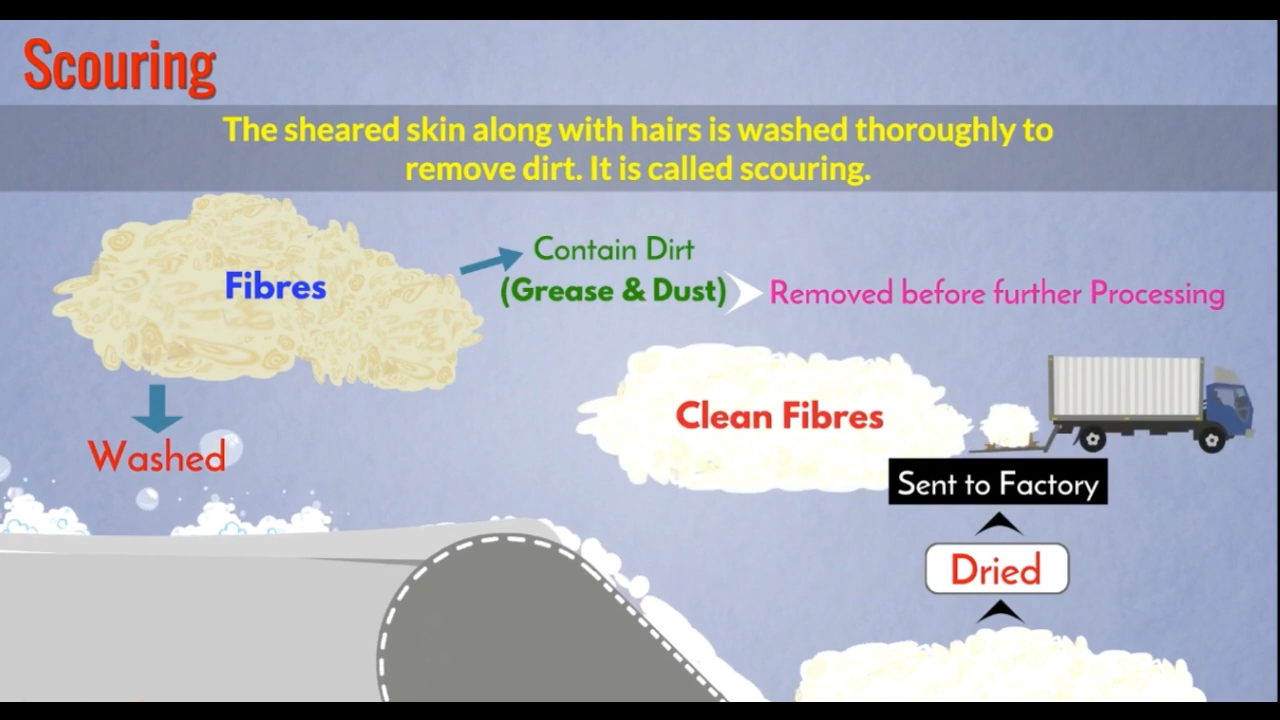 Scouring
The sheared skin along with hairs is washed thoroughly to
remove dirt. It is called scouring.
Fibres
Contain Dirt
(Grease & Dust)
Removed before further Processing
Washed
Clean Fibres
Sent to Factory
Dried